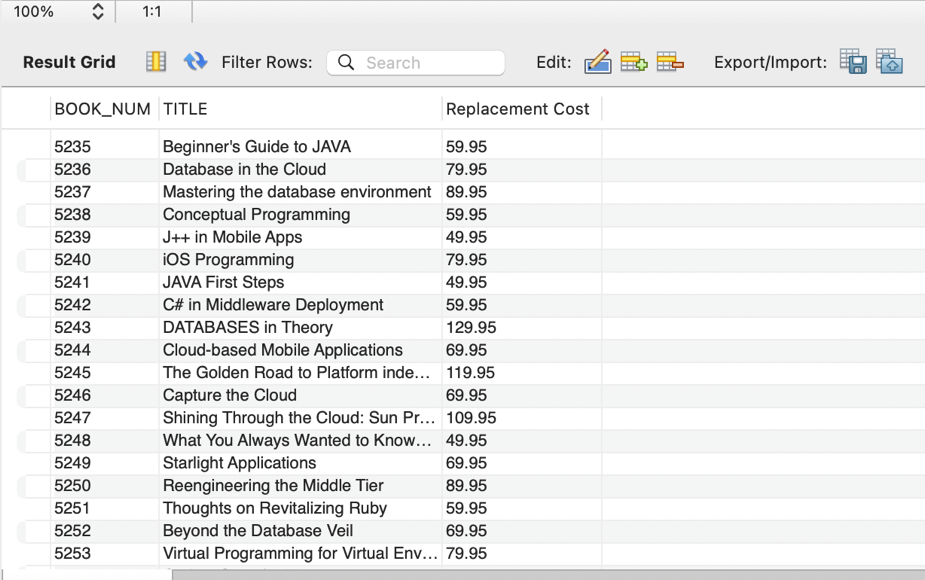 100% 1:1
Result Grid Filter Rows: Search Edit: Export/Import:
BOOK_NUM TITLE Replacement Cost
5235 Beginner's Guide to JAVA 59.95
5236 Database in the Cloud 79.95
5237 Mastering the database environment 89.95
5238 Conceptual Programming 59.95
5239 J++ in Mobile Apps 49.95
5240 iOS Programming 79.95
5241 JAVA First Steps 49.95
5242 C# in Middleware Deployment 59.95
5243 DATABASES in Theory 129.95
5244 Cloud-based Mobile Applications 69.95
5245 The Golden Road to Platform inde... 119.95
5246 Capture the Cloud 69.95
5247 Shining Through the Cloud: Sun Pr... 109.95
5248 What You Always Wanted to Know... 49.95
5249 Starlight Applications 69.95
5250 Reengineering the Middle Tier 89.95
5251 Thoughts on Revitalizing Ruby 59.95
5252 Beyond the Database Veil 69.95
5253 Virtual Programming for Virtual Env... 79.95